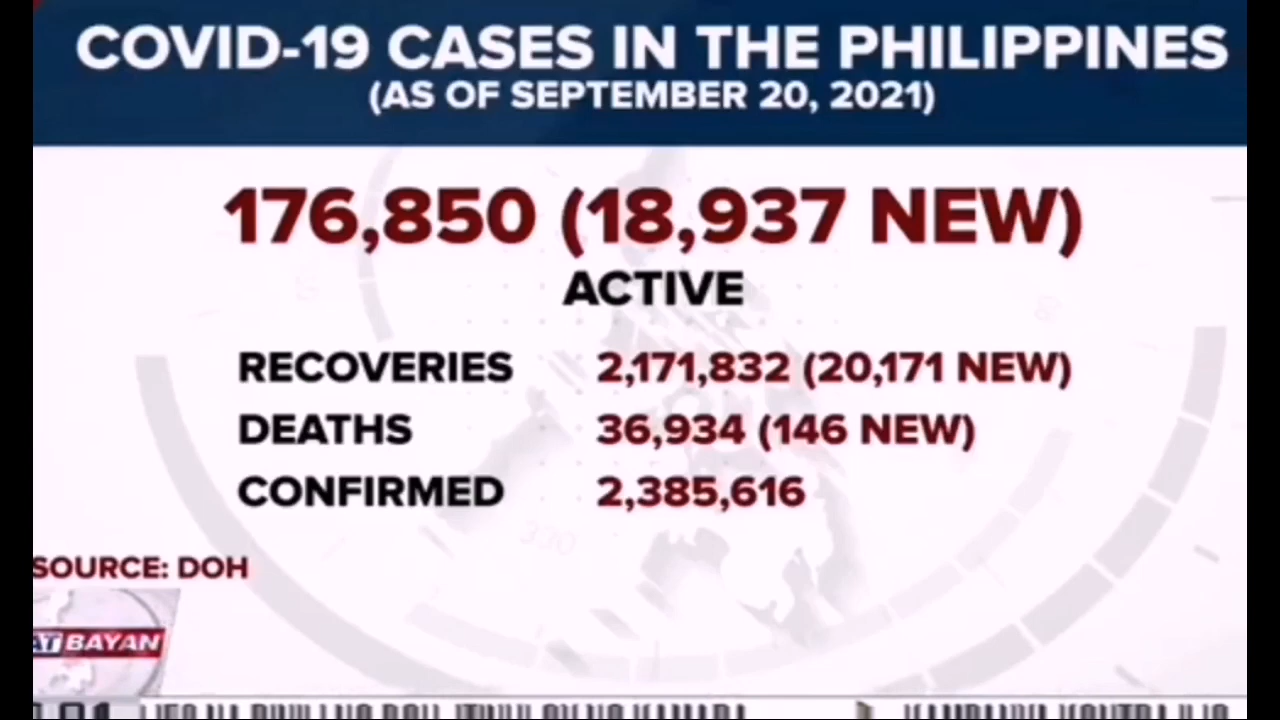 COVID-19 CASES IN THE PHILIPPINES
(AS OF SEPTEMBER 20, 2021)
176,850 (18,937 NEW)
ACTIVE
RECOVERIES 2,171,832 (20,171 NEW)
DEATHS 36,934 (146 NEW)
CONFIRMED 2,385,616
SOURCE: DOH
AT BAYAN